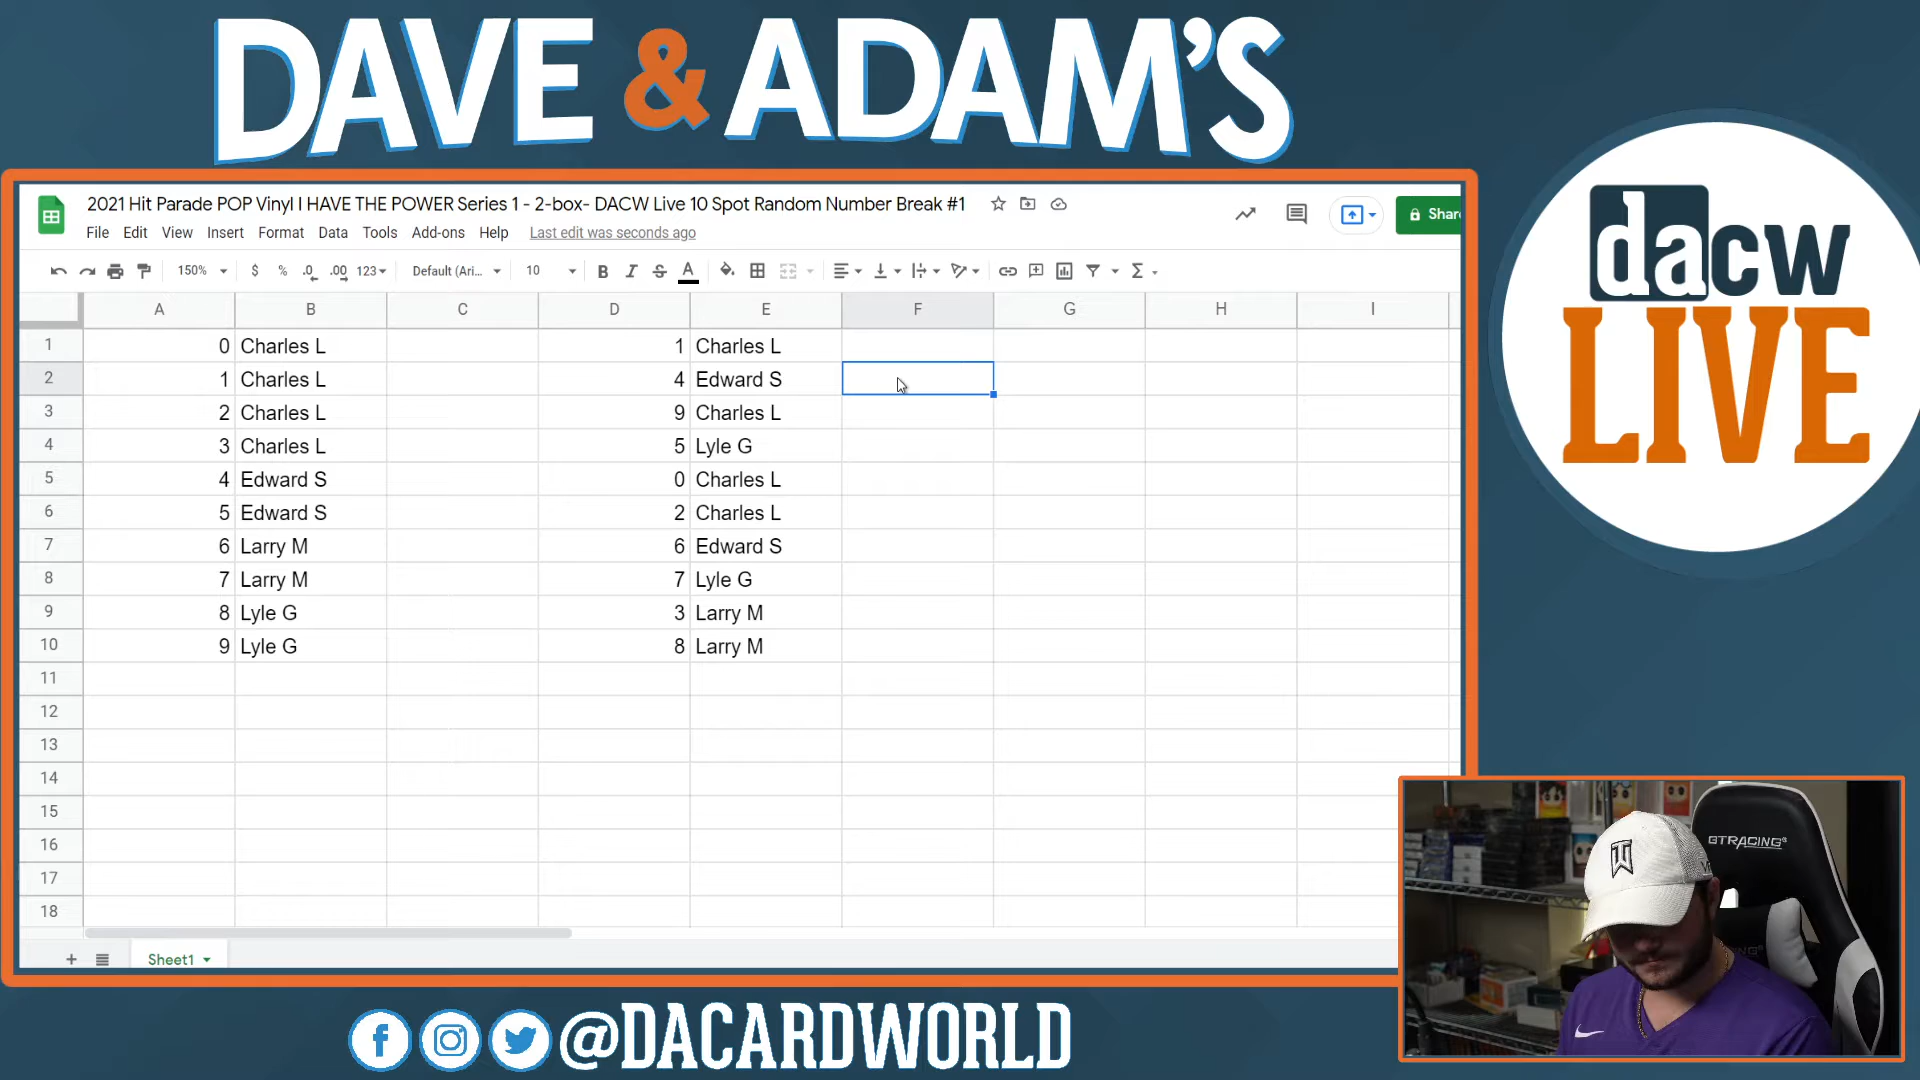 DAVE & ADAM'S
2021 Hit Parade POP Vinyl I HAVE THE POWER Series 1 - 2-box- DACW Live 10 Spot Random Number Break #1
Shar
File Edit View Insert Format Data Tools Add-ons Help Last edit was seconds ago
150% $ % .0 .00 123 Default (Ari... 10 B I S A Σ
A B C D E F G H I
1 0 Charles L 1 Charles L
2 1 Charles L 4 Edward S
3 2 Charles L 9 Charles L
4 3 Charles L 5 Lyle G
5 4 Edward S 0 Charles L
6 5 Edward S 2 Charles L
7 6 Larry M 6 Edward S
8 7 Larry M 7 Lyle G
9 8 Lyle G 3 Larry M
10 9 Lyle G 8 Larry M
11
12
13
14
15
16
17
18
+ Sheet1
dacw
LIVE
GTRACING
@DACARDWORLD